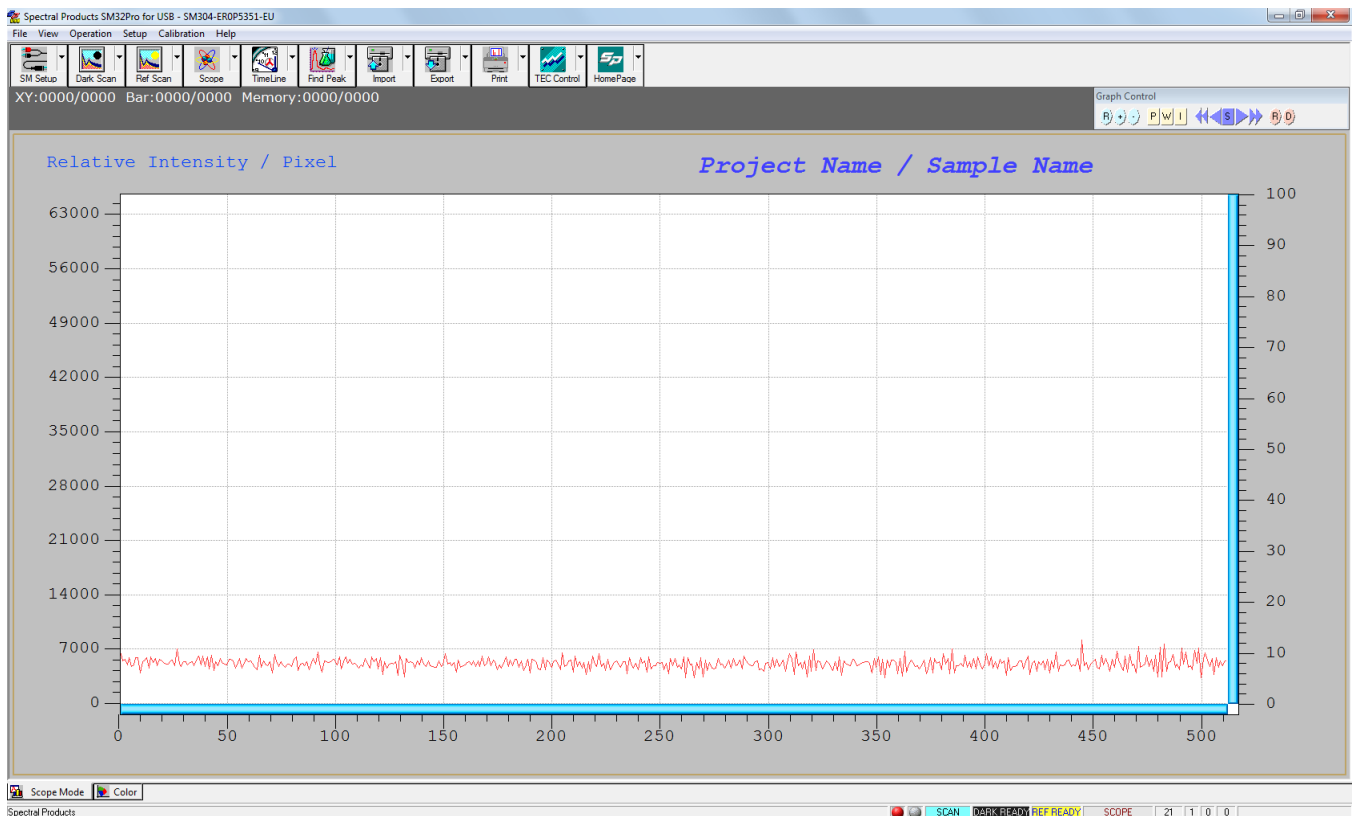 Spectral Products SM32Pro for USB - SM304-ER0P5351-EU
File View Operation Setup Calibration Help
SM Setup Dark Scan Ref Scan Scope TimeLine Find Peak Import Export Print TEC Control HomePage
XY:0000/0000 Bar:0000/0000 Memory:0000/0000
Graph Control
R + - P W I S R D
Relative Intensity / Pixel
Project Name / Sample Name
63000
56000
49000
42000
35000
28000
21000
14000
7000
0
100
90
80
70
60
50
40
30
20
10
0
0 50 100 150 200 250 300 350 400 450 500
Scope Mode Color
Spectral Products
SCAN DARK READY REF READY SCOPE 21 1 0 0